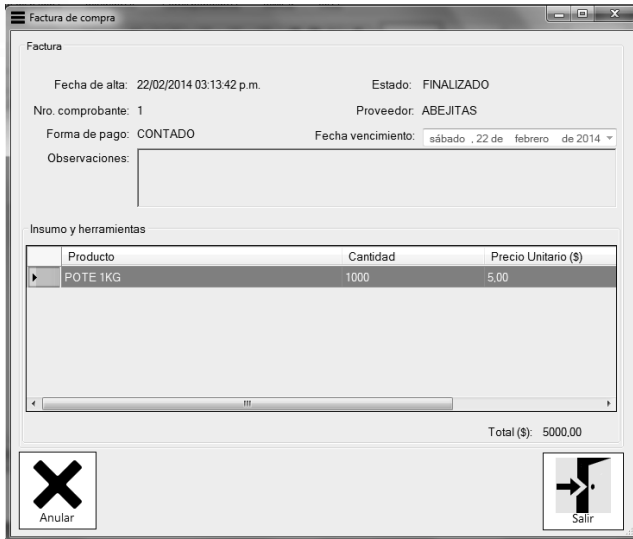 Factura de compra
Factura
Fecha de alta: 22/02/2014 03:13:42 p.m. Estado: FINALIZADO
Nro. comprobante: 1 Proveedor: ABEJITAS
Forma de pago: CONTADO Fecha vencimiento: sábado , 22 de febrero de 2014
Observaciones:
Insumo y herramientas
Producto Cantidad Precio Unitario ($)
POTE 1KG 1000 5,00
Total ($): 5000,00
Anular Salir